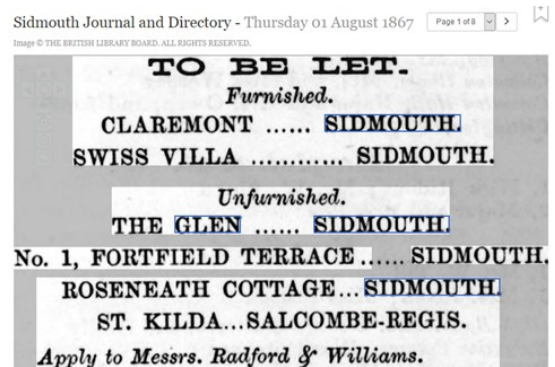 Sidmouth Journal and Directory - Thursday 01 August 1867 Page 1 of 8
Image © THE BRITISH LIBRARY BOARD. ALL RIGHTS RESERVED.
TO BE LET.
Furnished.
CLAREMONT ...... SIDMOUTH.
SWISS VILLA ............ SIDMOUTH.
Unfurnished.
THE GLEN ...... SIDMOUTH.
No. 1, FORTFIELD TERRACE ...... SIDMOUTH.
ROSENEATH COTTAGE...SIDMOUTH.
ST. KILDA...SALCOMBE-REGIS.
Apply to Messrs. Radford & Williams.